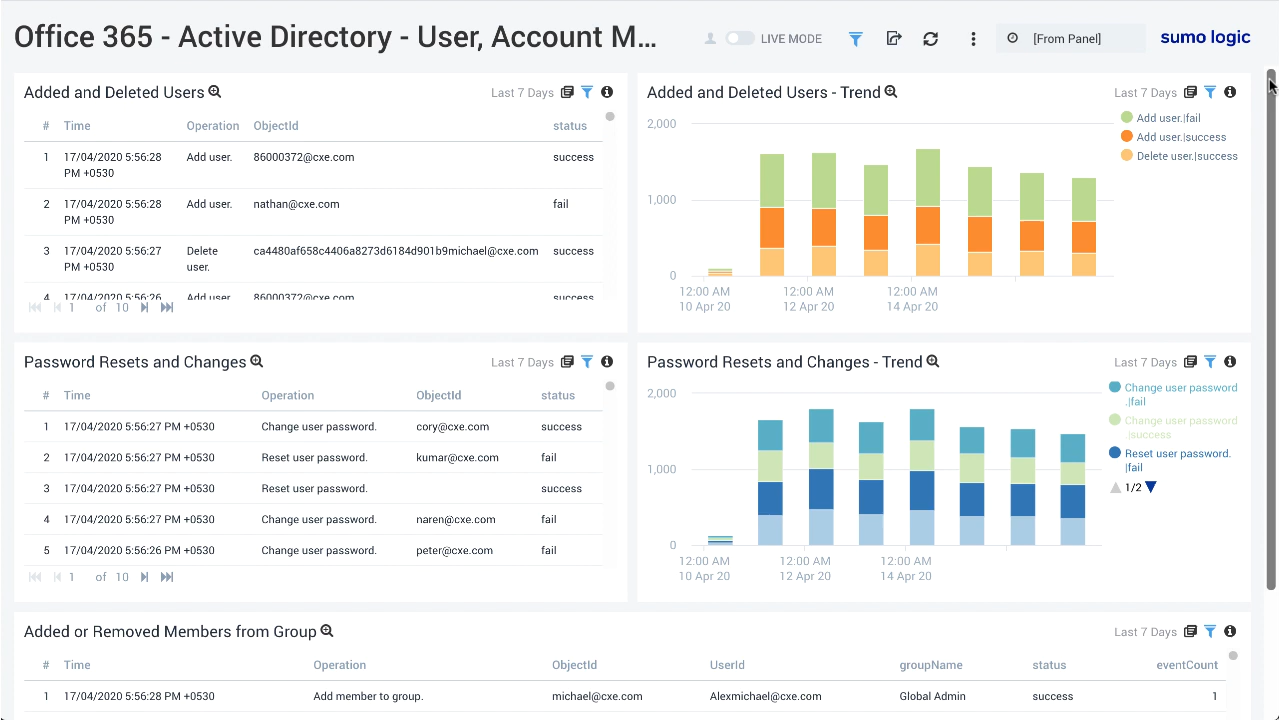 Office 365 - Active Directory - User, Account M...
LIVE MODE
[From Panel]
sumo logic
Added and Deleted Users
Last 7 Days
# Time Operation ObjectId status
1 17/04/2020 5:56:28 PM +0530 Add user. 86000372@cxe.com success
2 17/04/2020 5:56:28 PM +0530 Add user. nathan@cxe.com fail
3 17/04/2020 5:56:27 PM +0530 Delete user. ca4480af658c4406a8273d6184d901b9michael@cxe.com success
4 17/04/2020 5:56:26 Add user. 86000372@cxe.com success
1 of 10
Added and Deleted Users - Trend
Last 7 Days
2,000
1,000
0
12:00 AM 10 Apr 20
12:00 AM 12 Apr 20
12:00 AM 14 Apr 20
Add user.|fail
Add user.|success
Delete user.|success
Password Resets and Changes
Last 7 Days
# Time Operation ObjectId status
1 17/04/2020 5:56:27 PM +0530 Change user password. cory@cxe.com success
2 17/04/2020 5:56:27 PM +0530 Reset user password. kumar@cxe.com fail
3 17/04/2020 5:56:27 PM +0530 Reset user password. success
4 17/04/2020 5:56:27 PM +0530 Change user password. naren@cxe.com fail
5 17/04/2020 5:56:26 PM +0530 Change user password. peter@cxe.com fail
1 of 10
Password Resets and Changes - Trend
Last 7 Days
2,000
1,000
0
12:00 AM 10 Apr 20
12:00 AM 12 Apr 20
12:00 AM 14 Apr 20
Change user password
.|fail
Change user password
.|success
Reset user password.
|fail
1/2
Added or Removed Members from Group
Last 7 Days
# Time Operation ObjectId UserId groupName status eventCount
1 17/04/2020 5:56:28 PM +0530 Add member to group. michael@cxe.com Alexmichael@cxe.com Global Admin success 1